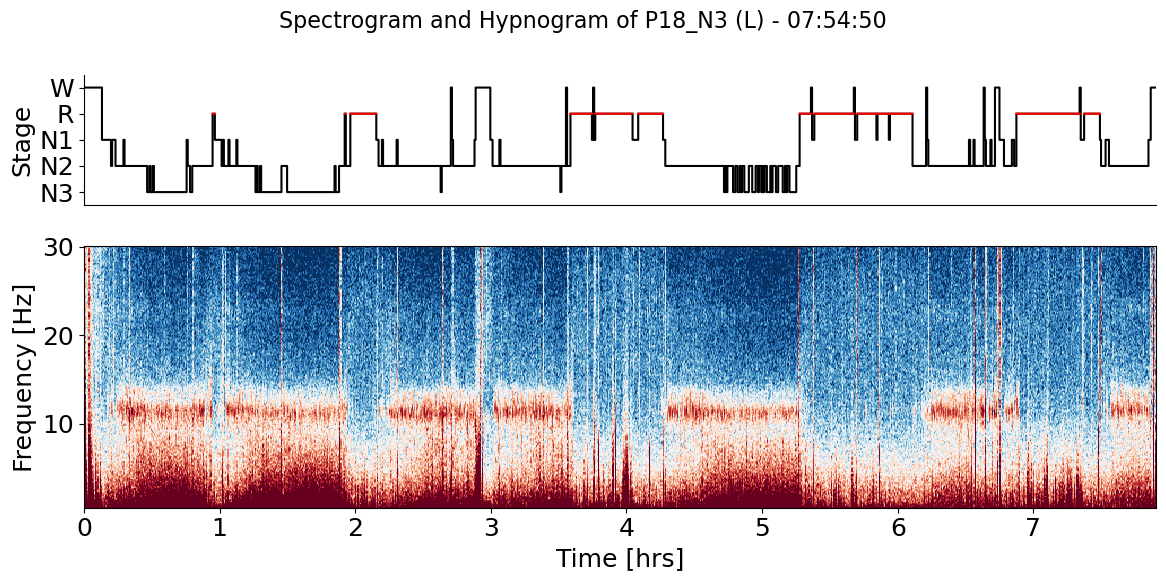 Spectrogram and Hypnogram of P18_N3 (L) - 07:54:50
Stage
W
R
N1
N2
N3
Frequency [Hz]
30
20
10
0 1 2 3 4 5 6 7
Time [hrs]